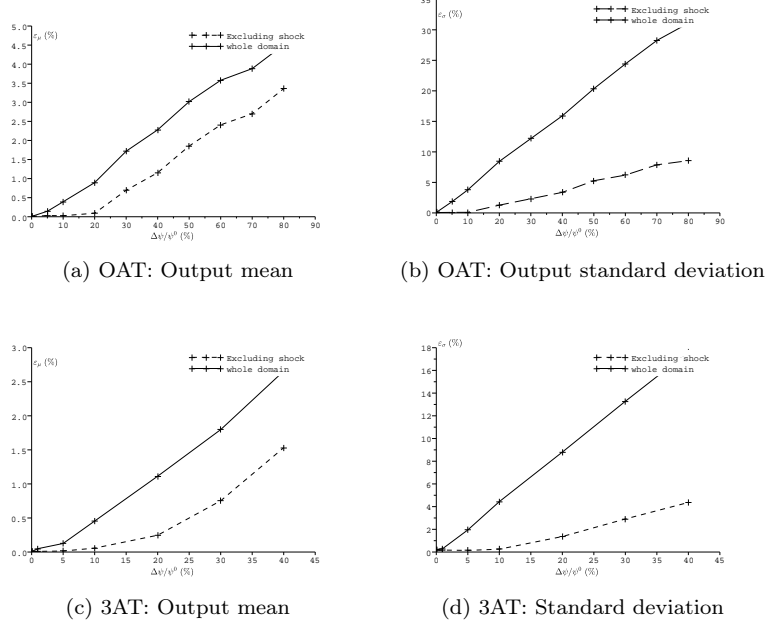 5.0
4.5
4.0
3.5
3.0
2.5
2.0
1.5
1.0
0.5
0.0
ε_μ (%)
Excluding shock
whole domain
0 10 20 30 40 50 60 70 80 90
Δψ/ψ⁰ (%)
(a) OAT: Output mean
35
30
25
20
15
10
5
0
ε_σ (%)
Excluding shock
whole domain
0 10 20 30 40 50 60 70 80 90
Δψ/ψ⁰ (%)
(b) OAT: Output standard deviation
3.0
2.5
2.0
1.5
1.0
0.5
0.0
ε_μ (%)
Excluding shock
whole domain
0 5 10 15 20 25 30 35 40 45
Δψ/ψ⁰ (%)
(c) 3AT: Output mean
18
16
14
12
10
8
6
4
2
0
ε_σ (%)
Excluding shock
whole domain
0 5 10 15 20 25 30 35 40 45
Δψ/ψ⁰ (%)
(d) 3AT: Standard deviation